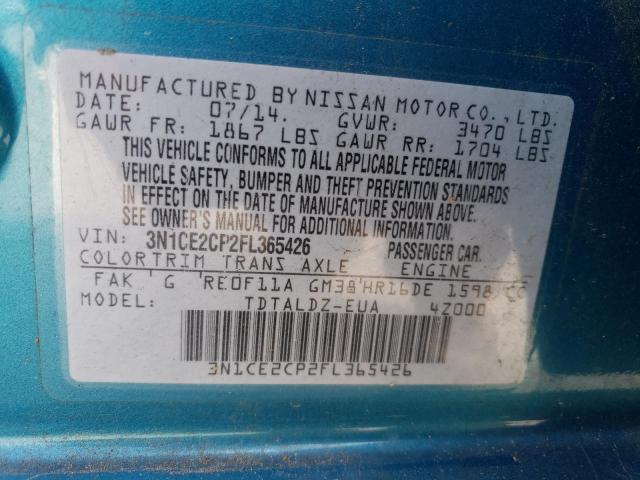 MANUFACTURED BY NISSAN MOTOR CO., LTD.
DATE: 07/14. GVWR: 3470 LBS
GAWR FR: 1867 LBS GAWR RR: 1704 LBS
THIS VEHICLE CONFORMS TO ALL APPLICABLE FEDERAL MOTOR
VEHICLE SAFETY, BUMPER AND THEFT PREVENTION STANDARDS
IN EFFECT ON THE DATE OF MANUFACTURE SHOWN ABOVE.
SEE OWNER'S MANUAL FOR ADDITIONAL INFORMATION.
VIN: 3N1CE2CP2FL365426 PASSENGER CAR.
COLOR TRIM TRANS AXLE ENGINE
FAK 'G 'RE0F11A HR16DE 1598 CC
MODEL: TDTALDZ-EUA 4Z000
3N1CE2CP2FL365426